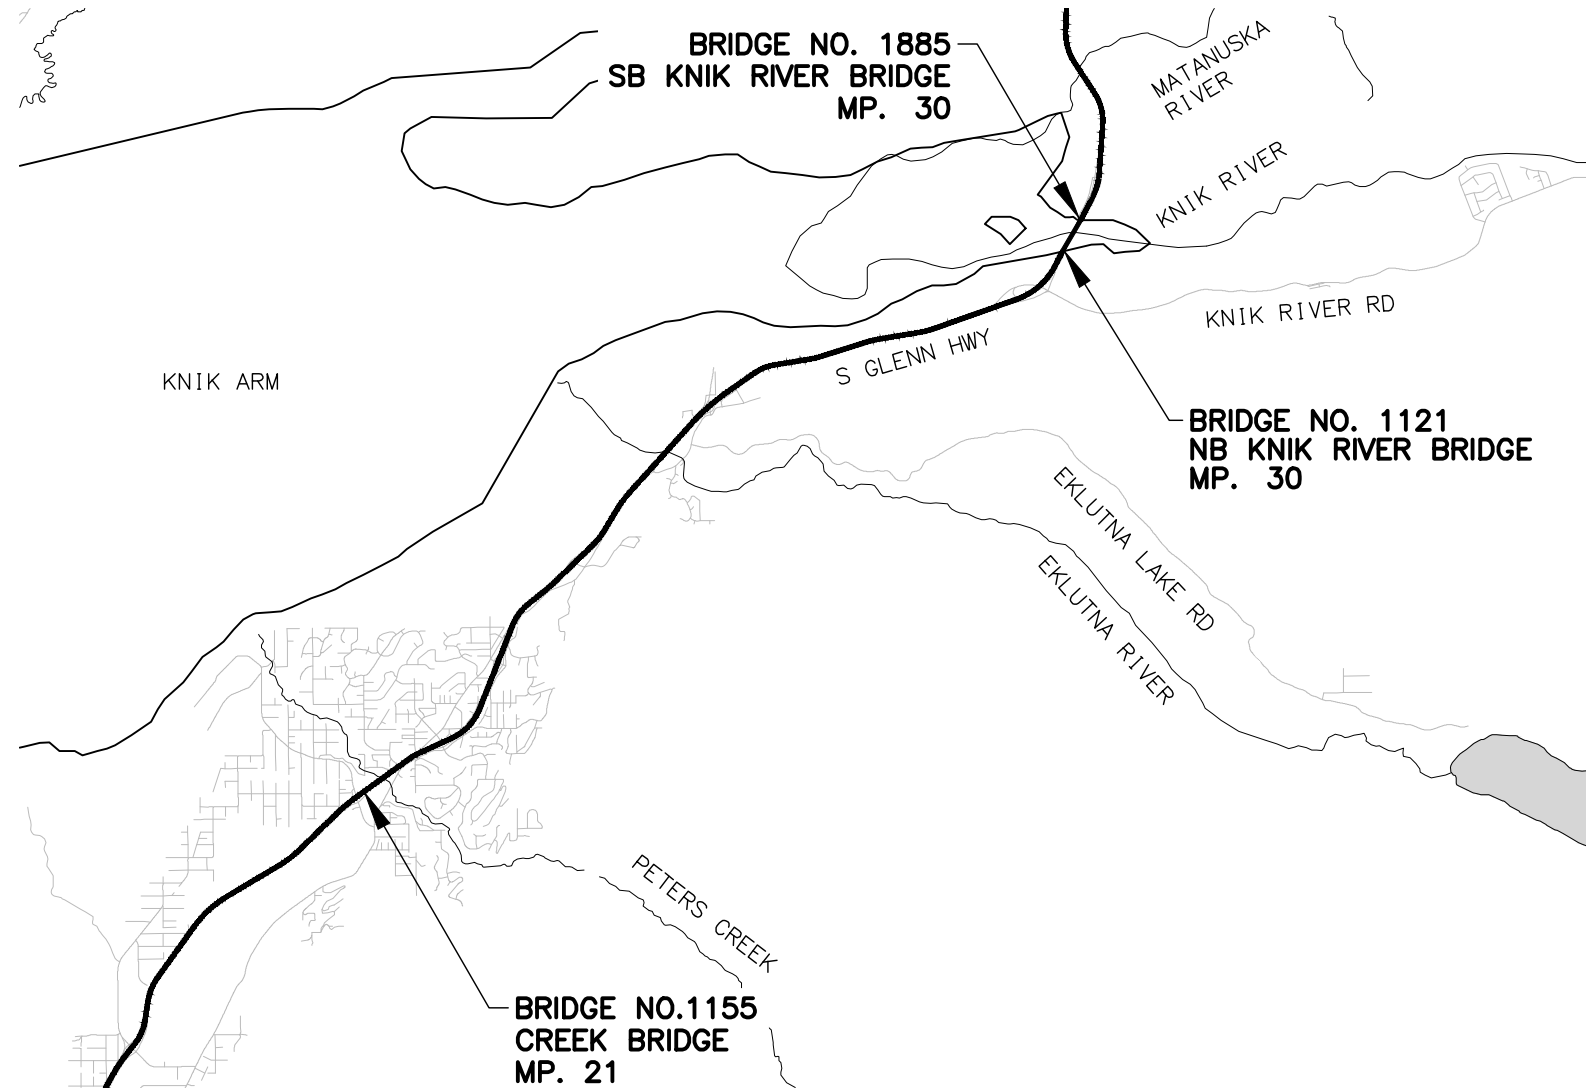 BRIDGE NO. 1885
SB KNIK RIVER BRIDGE
MP. 30
MATANUSKA
RIVER
KNIK RIVER
KNIK RIVER RD
S GLENN HWY
KNIK ARM
BRIDGE NO. 1121
NB KNIK RIVER BRIDGE
MP. 30
EKLUTNA LAKE RD
EKLUTNA RIVER
PETERS CREEK
BRIDGE NO.1155
CREEK BRIDGE
MP. 21